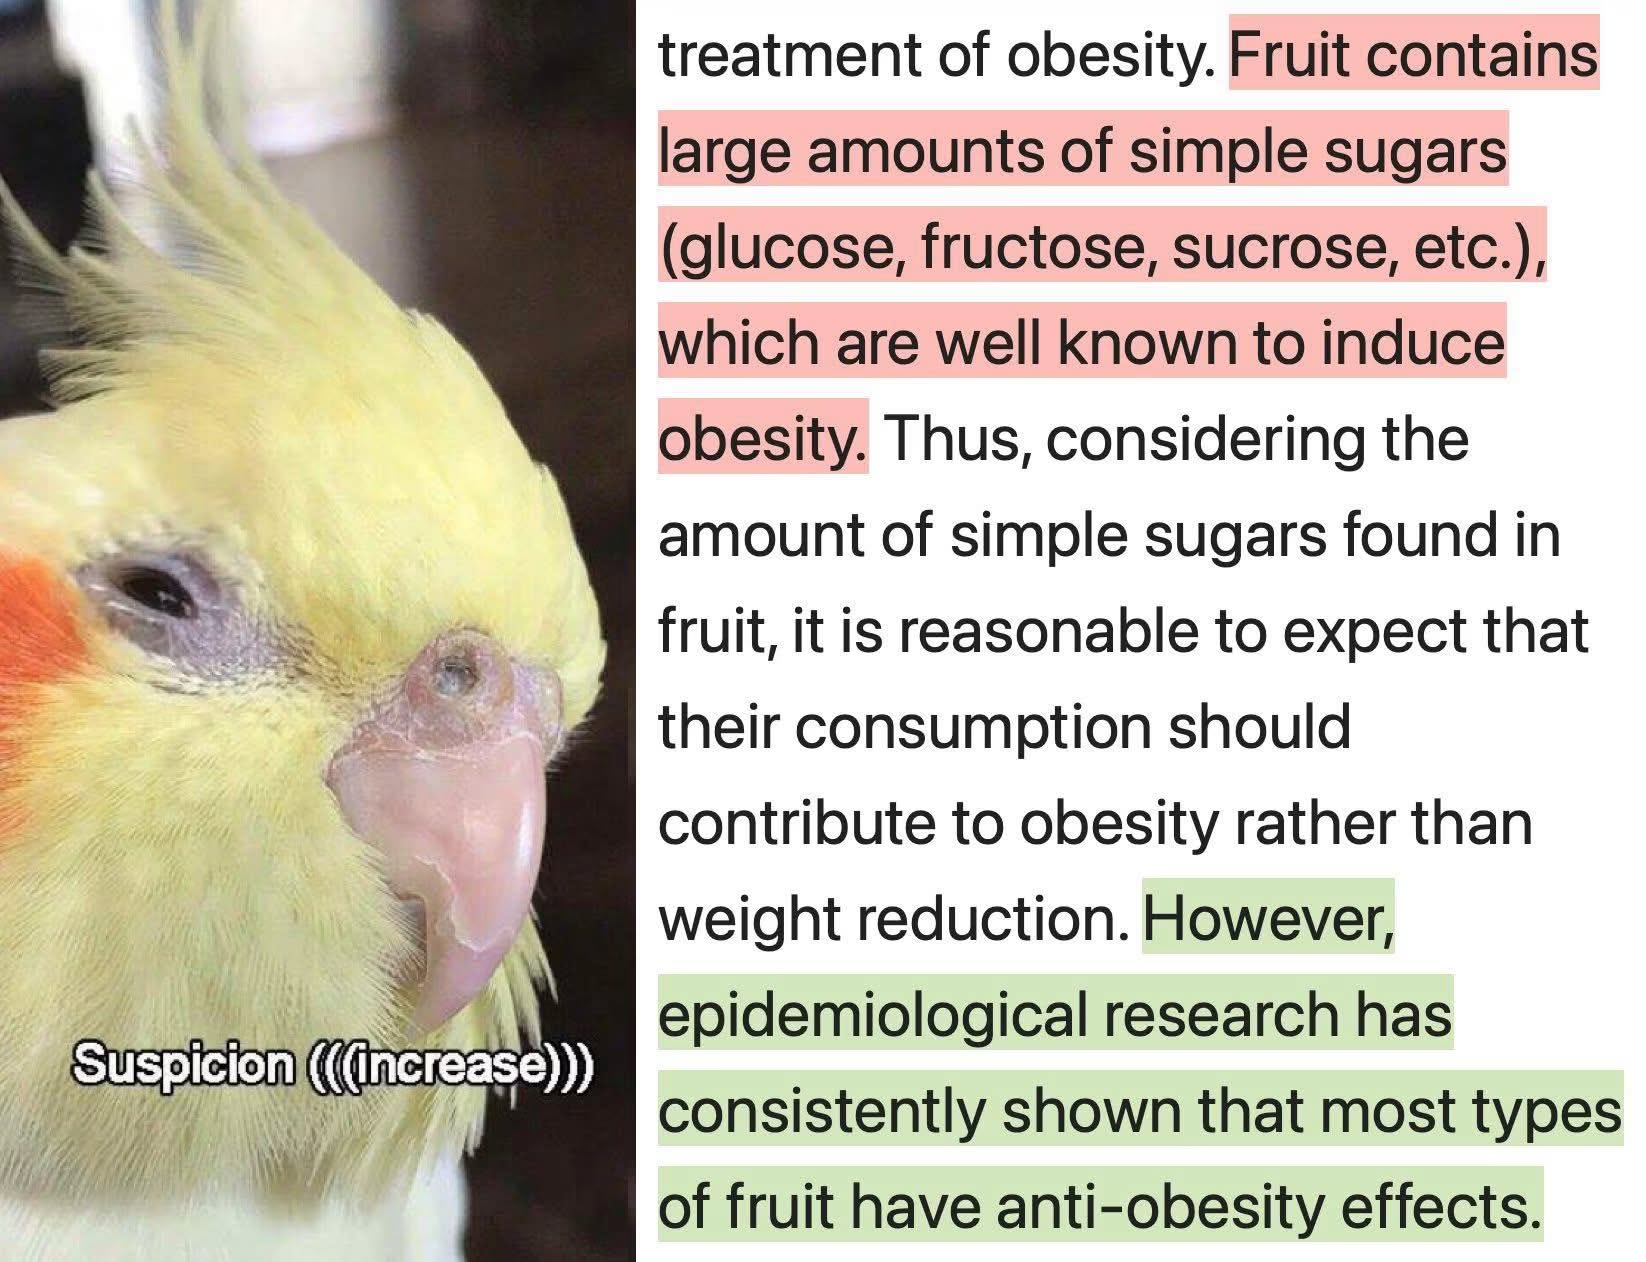 Suspicion (((increase)))
treatment of obesity. Fruit contains
large amounts of simple sugars
(glucose, fructose, sucrose, etc.),
which are well known to induce
obesity. Thus, considering the
amount of simple sugars found in
fruit, it is reasonable to expect that
their consumption should
contribute to obesity rather than
weight reduction. However,
epidemiological research has
consistently shown that most types
of fruit have anti-obesity effects.